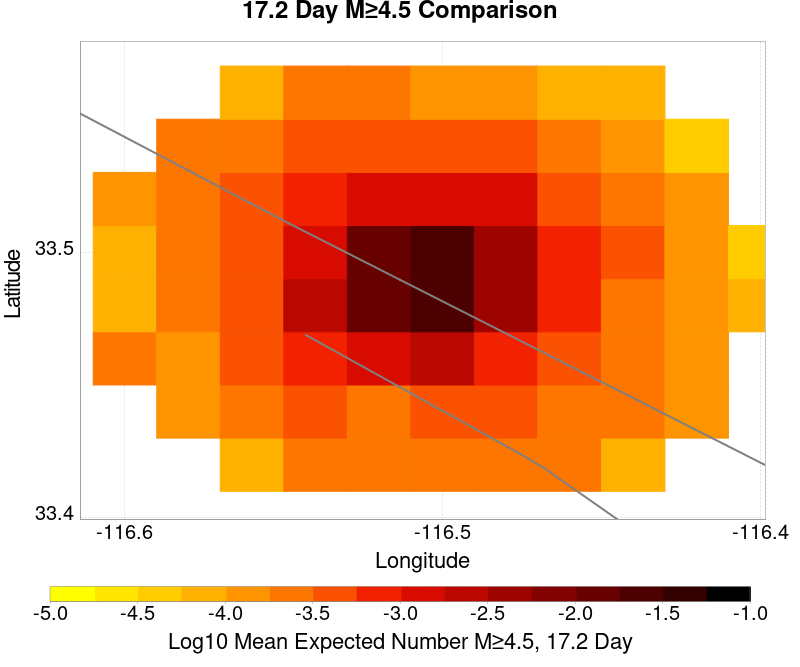 17.2 Day M≥4.5 Comparison
Latitude
33.5
33.4
-116.6 -116.5 -116.4
Longitude
-5.0 -4.5 -4.0 -3.5 -3.0 -2.5 -2.0 -1.5 -1.0
Log10 Mean Expected Number M≥4.5, 17.2 Day